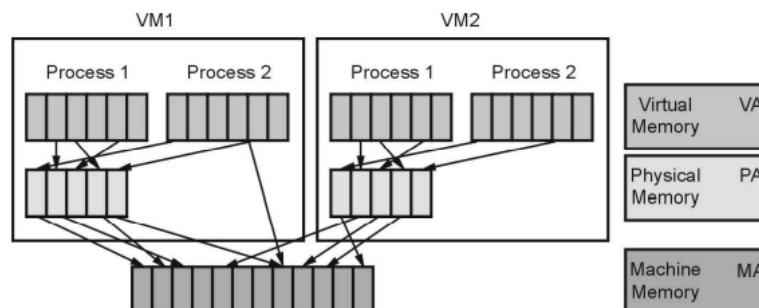 VM1
VM2
Process 1
Process 2
Process 1
Process 2
Virtual VA
Memory
Physical PA
Memory
Machine MA
Memory